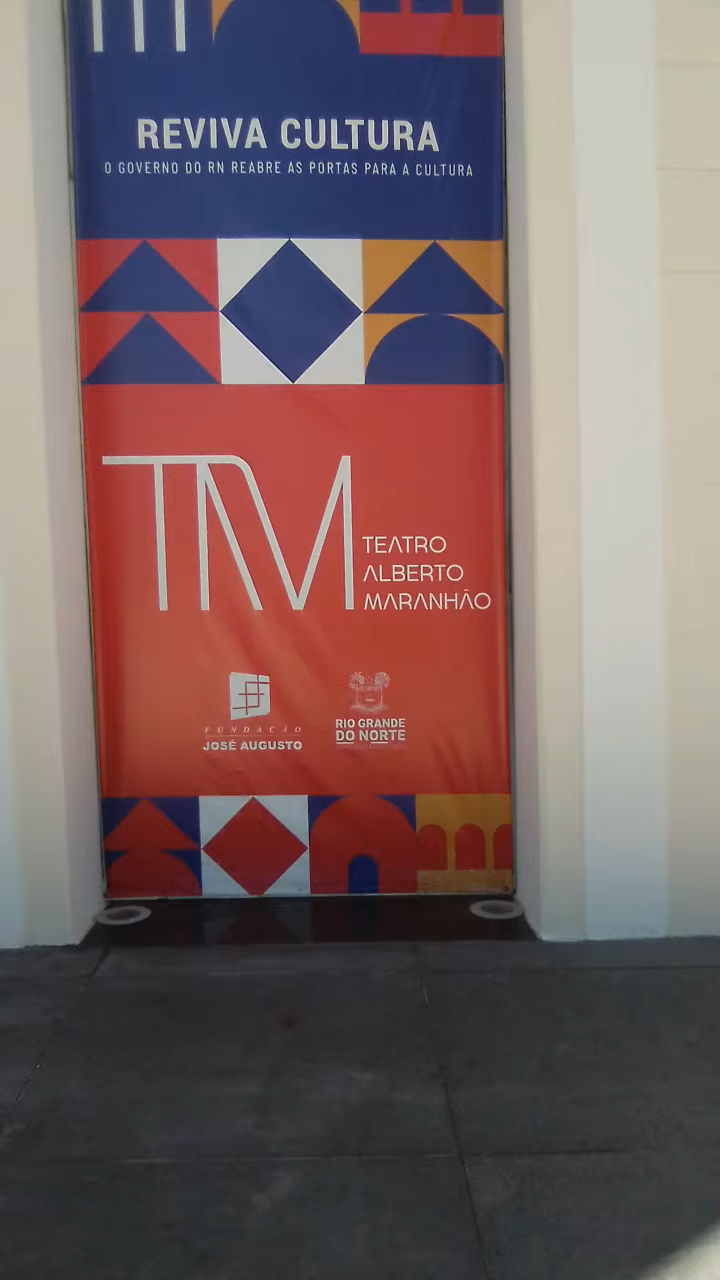 REVIVA CULTURA
O GOVERNO DO RN REABRE AS PORTAS PARA A CULTURA
TAM
TEATRO
ALBERTO
MARANHÃO
FUNDAÇÃO
JOSÉ AUGUSTO
RIO GRANDE
DO NORTE